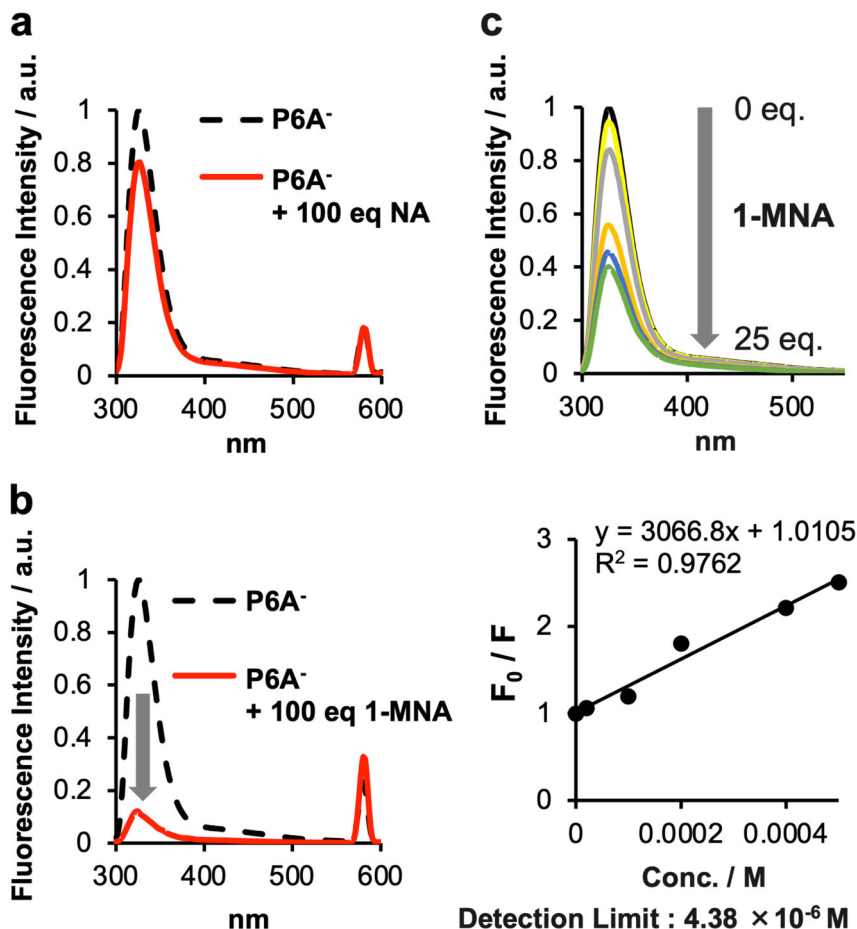 a
Fluorescence Intensity / a.u.
1
0.8
0.6
0.4
0.2
0
300
400
500
600
nm
P6A⁻
P6A⁻
+ 100 eq NA
b
Fluorescence Intensity / a.u.
1
0.8
0.6
0.4
0.2
0
300
400
500
600
nm
P6A⁻
P6A⁻
+ 100 eq 1-MNA
c
Fluorescence Intensity / a.u.
1
0.8
0.6
0.4
0.2
0
300
400
500
nm
0 eq.
1-MNA
25 eq.
y = 3066.8x + 1.0105
R² = 0.9762
F₀ / F
3
2
1
0
0
0.0002
0.0004
Conc. / M
Detection Limit : 4.38 ×10⁻⁶ M